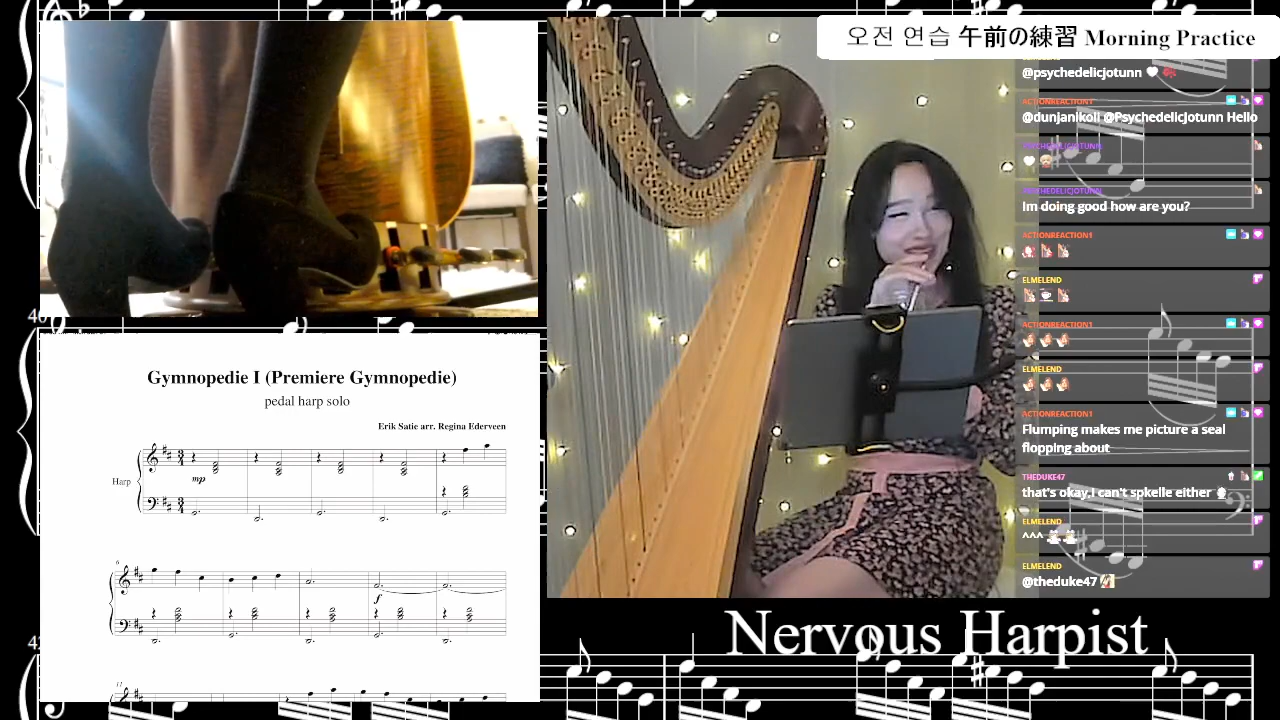 오전 연습 午前の練習 Morning Practice
@psychedelicjotunn
ACTIONREACTION1
@dunjanikoli @PsychedelicJotunn Hello
PSYCHEDELICJOTUNN
PSYCHEDELICJOTUNN
Im doing good how are you?
ACTIONREACTION1
ELMELEND
ACTIONREACTION1
ELMELEND
ACTIONREACTION1
Flumping makes me picture a seal
flopping about
THEDUKE47
that's okay,I can't spkelle either
ELMELEND
^^^
ELMELEND
@theduke47
Gymnopedie I (Premiere Gymnopedie)
pedal harp solo
Erik Satie arr. Regina Ederveen
Harp
mp
6
f
11
Nervous Harpist